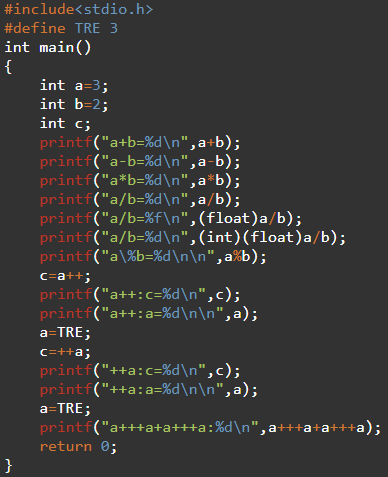 #include<stdio.h>
#define TRE 3
int main()
{
    int a=3;
    int b=2;
    int c;
    printf("a+b=%d\n",a+b);
    printf("a-b=%d\n",a-b);
    printf("a*b=%d\n",a*b);
    printf("a/b=%d\n",a/b);
    printf("a/b=%f\n",(float)a/b);
    printf("a/b=%d\n",(int)(float)a/b);
    printf("a\%b=%d\n\n",a%b);
    c=a++;
    printf("a++:c=%d\n",c);
    printf("a++:a=%d\n\n",a);
    a=TRE;
    c=++a;
    printf("++a:c=%d\n",c);
    printf("++a:a=%d\n\n",a);
    a=TRE;
    printf("a+++a+a+++a:%d\n",a+++a+a+++a);
    return 0;
}